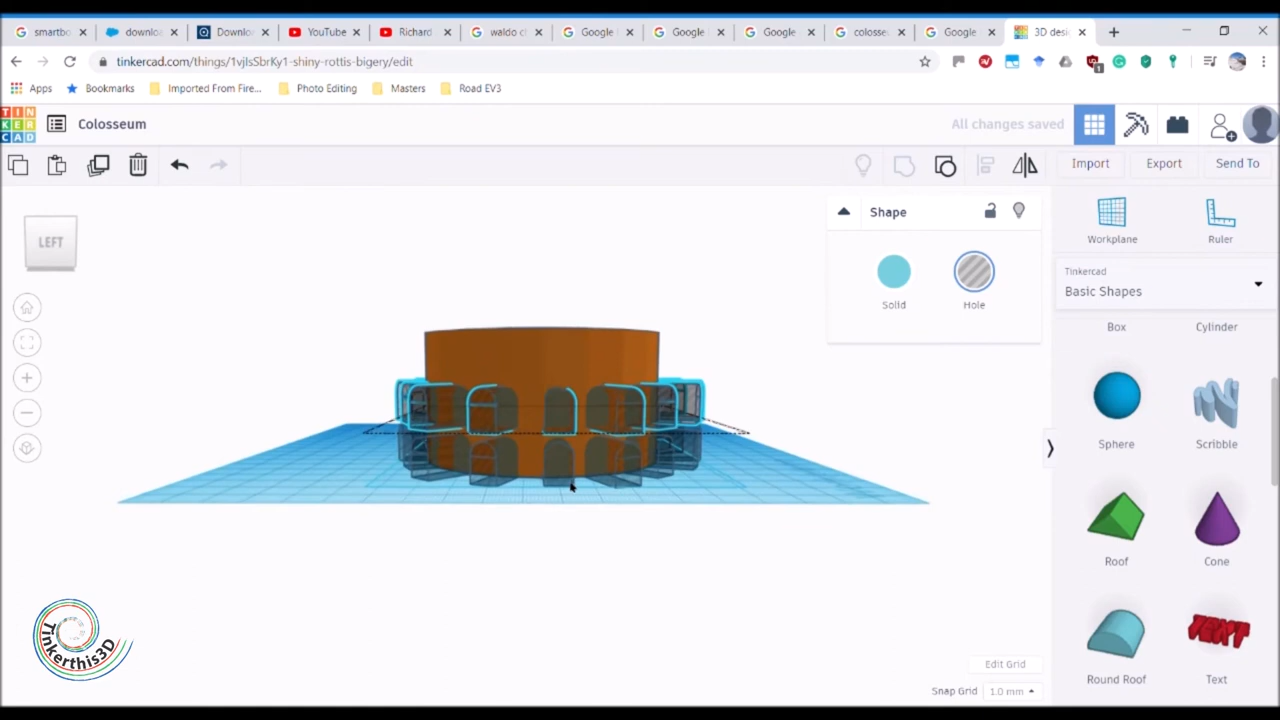 smartbo
downlo
Downlo
YouTube
Richard
waldo c
Google
Google
Google
colosse
Google
3D desi
tinkercad.com/things/1vjIsSbrKy1-shiny-rottis-bigery/edit
1
Apps
Bookmarks
Imported From Fire...
Photo Editing
Masters
Road EV3
TIN
KER
CAD
Colosseum
All changes saved
Import
Export
Send To
LEFT
Shape
Solid
Hole
Workplane
Ruler
Tinkercad
Basic Shapes
Box
Cylinder
Sphere
Scribble
Roof
Cone
TEXT
Round Roof
Text
Edit Grid
Snap Grid
1.0 mm
Tinkerthis3D